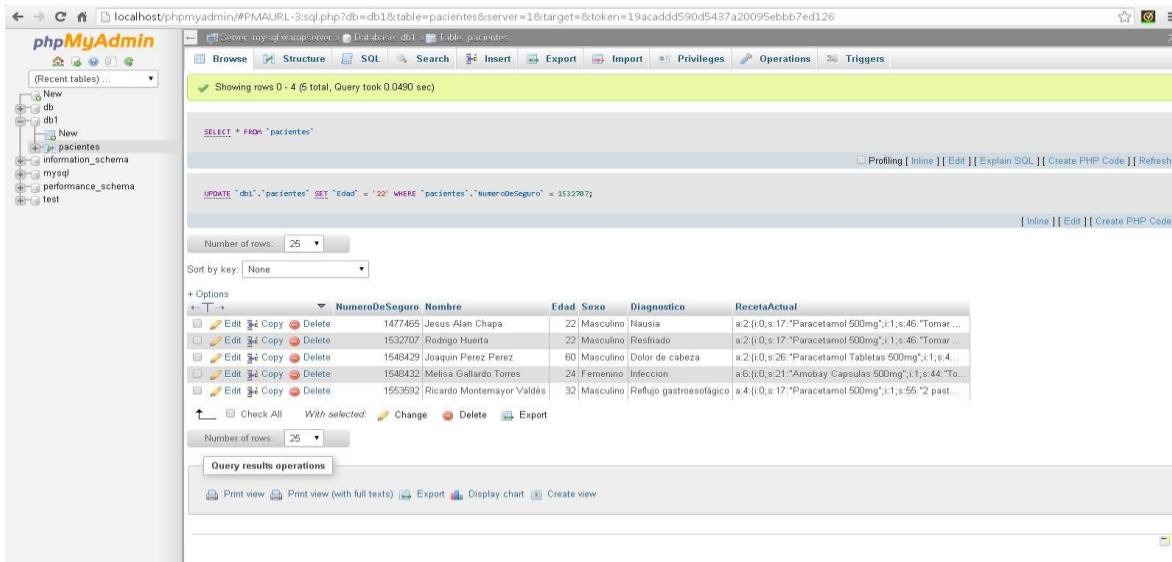 localhost/phpmyadmin/#PMAURL-3:sql.php?db=db1&table=pacientes&server=1&target=&token=19acaddd590d5437a20095ebbb7ed126
phpMyAdmin
(Recent tables) ...
New
db
db1
New
pacientes
information_schema
mysql
performance_schema
test
Server: mysql wampserver » Database: db1 » Table: pacientes
Browse Structure SQL Search Insert Export Import Privileges Operations Triggers
Showing rows 0 - 4 (5 total, Query took 0.0490 sec)
SELECT * FROM `pacientes`
Profiling [ Inline ] [ Edit ] [ Explain SQL ] [ Create PHP Code ] [ Refresh
UPDATE `db1`.`pacientes` SET `Edad` = '22' WHERE `pacientes`.`NumeroDeSeguro` = 1532707;
[ Inline ] [ Edit ] [ Create PHP Code
Number of rows: 25
Sort by key: None
+ Options
←T→ NumeroDeSeguro Nombre Edad Sexo Diagnostico RecetaActual
Edit Copy Delete 1477465 Jesus Alan Chapa 22 Masculino Nausia a:2:{i:0;s:17:"Paracetamol 500mg";i:1;s:46:"Tomar ...
Edit Copy Delete 1532707 Rodrigo Huerta 22 Masculino Resfriado a:2:{i:0;s:17:"Paracetamol 500mg";i:1;s:46:"Tomar ...
Edit Copy Delete 1548429 Joaquin Perez Perez 60 Masculino Dolor de cabeza a:2:{i:0;s:26:"Paracetamol Tabletas 500mg";i:1;s:4...
Edit Copy Delete 1548432 Melisa Gallardo Torres 24 Femenino Infeccion a:6:{i:0;s:21:"Amobay Capsulas 500mg";i:1;s:44:"To...
Edit Copy Delete 1553592 Ricardo Montemayor Valdés 32 Masculino Reflujo gastroesofágico a:4:{i:0;s:17:"Paracetamol 500mg";i:1;s:55:"2 past...
Check All With selected: Change Delete Export
Number of rows: 25
Query results operations
Print view Print view (with full texts) Export Display chart Create view